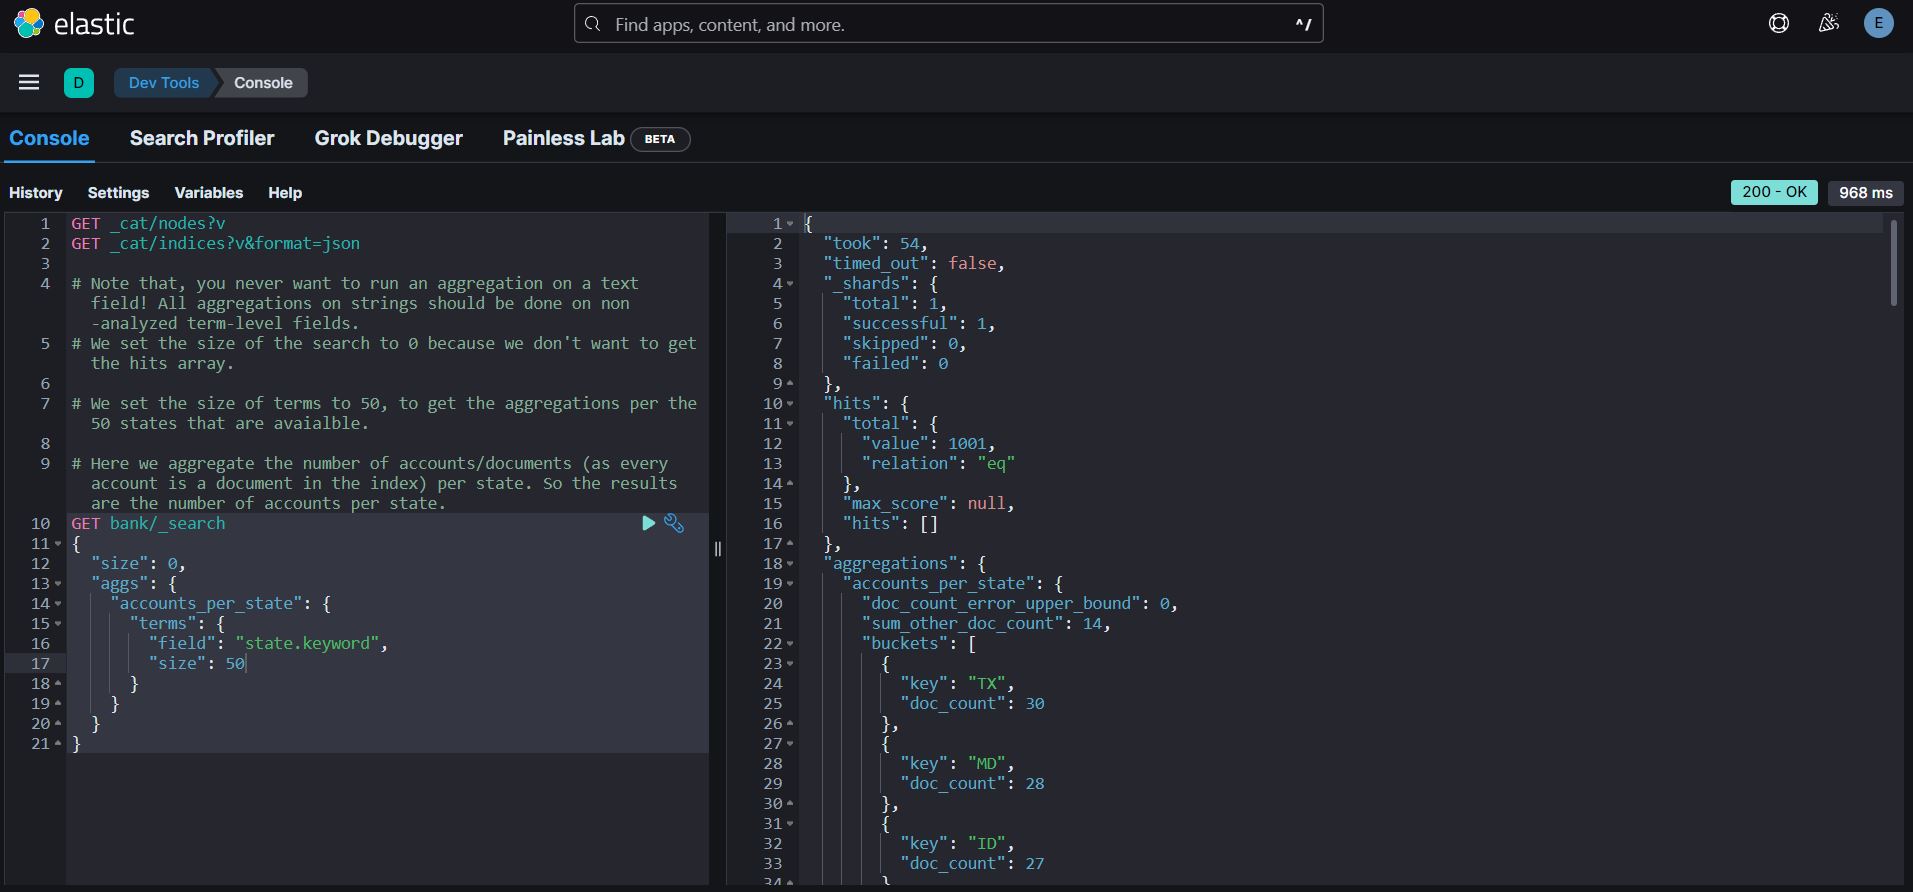 elastic
Find apps, content, and more.
^/
E
D
Dev Tools
Console
Console
Search Profiler
Grok Debugger
Painless Lab
BETA
History
Settings
Variables
Help
200 - OK
968 ms
1 GET _cat/nodes?v
2 GET _cat/indices?v&format=json
3
4 # Note that, you never want to run an aggregation on a text
field! All aggregations on strings should be done on non
-analyzed term-level fields.
5 # We set the size of the search to 0 because we don't want to get
the hits array.
6
7 # We set the size of terms to 50, to get the aggregations per the
50 states that are avaialble.
8
9 # Here we aggregate the number of accounts/documents (as every
account is a document in the index) per state. So the results
are the number of accounts per state.
10 GET bank/_search
11 {
12 "size": 0,
13 "aggs": {
14 "accounts_per_state": {
15 "terms": {
16 "field": "state.keyword",
17 "size": 50
18 }
19 }
20 }
21 }
1 {
2 "took": 54,
3 "timed_out": false,
4 "_shards": {
5 "total": 1,
6 "successful": 1,
7 "skipped": 0,
8 "failed": 0
9 },
10 "hits": {
11 "total": {
12 "value": 1001,
13 "relation": "eq"
14 },
15 "max_score": null,
16 "hits": []
17 },
18 "aggregations": {
19 "accounts_per_state": {
20 "doc_count_error_upper_bound": 0,
21 "sum_other_doc_count": 14,
22 "buckets": [
23 {
24 "key": "TX",
25 "doc_count": 30
26 },
27 {
28 "key": "MD",
29 "doc_count": 28
30 },
31 {
32 "key": "ID",
33 "doc_count": 27
34 }